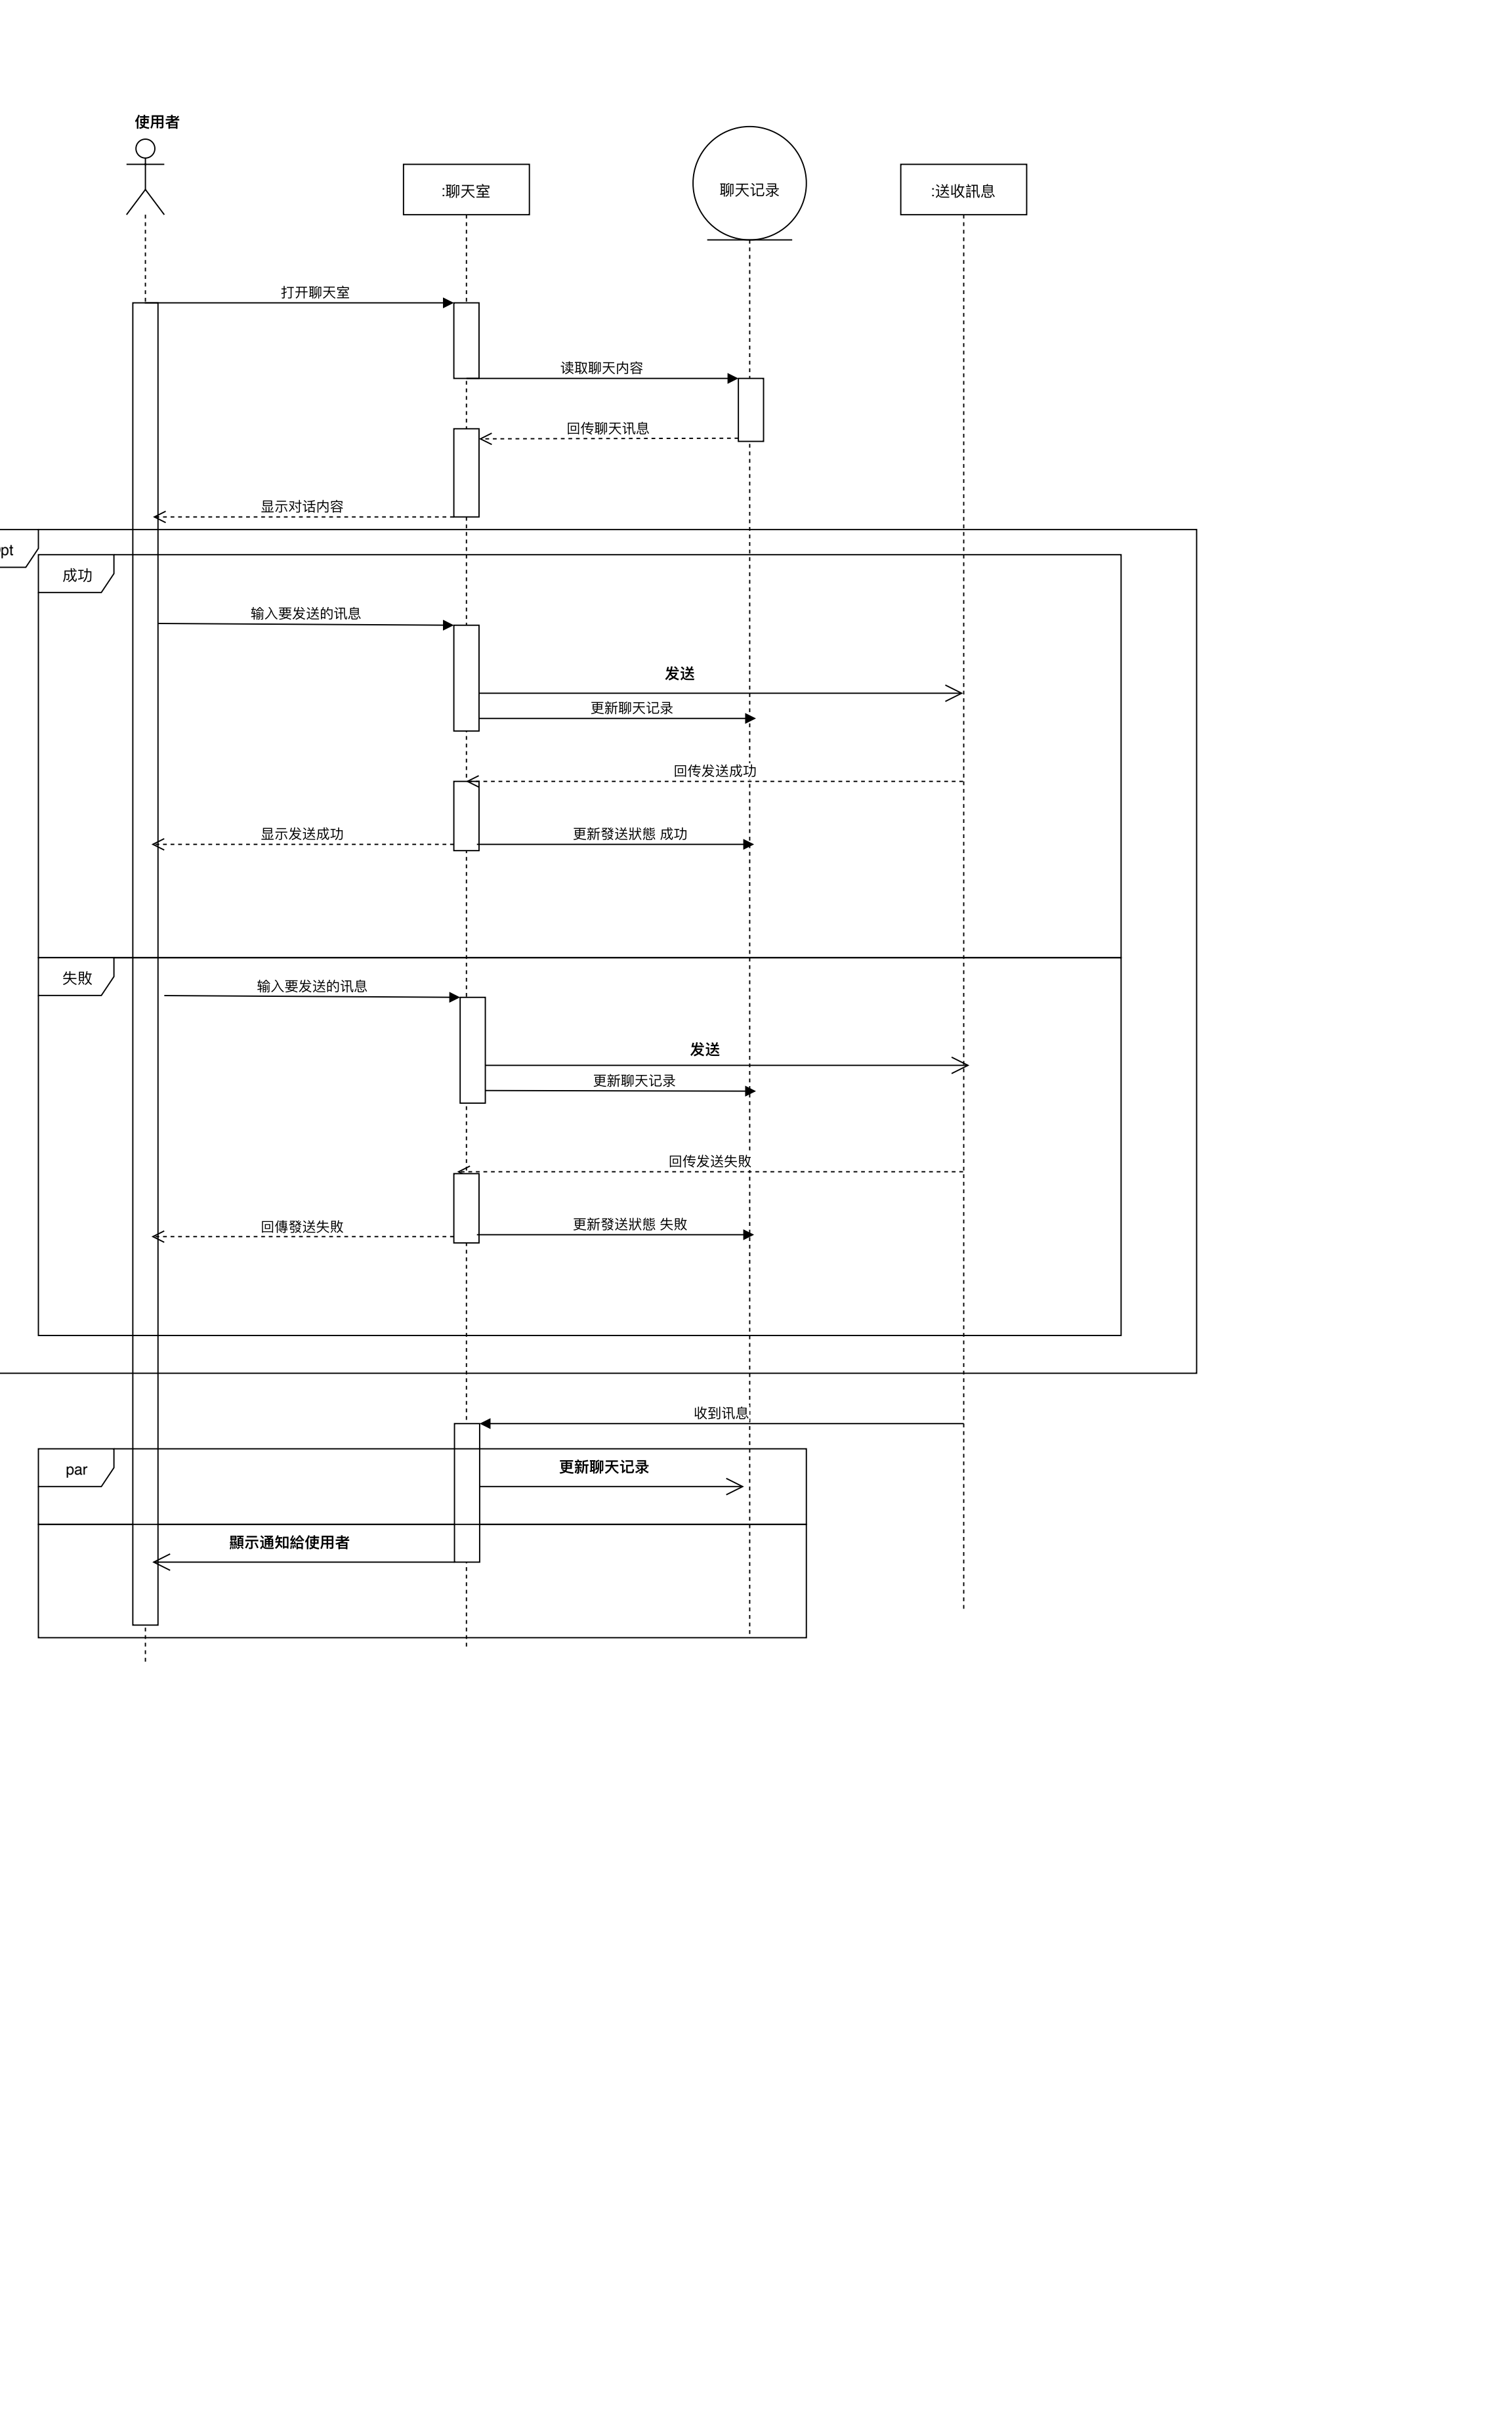 使用者
:聊天室
聊天记录
:送收訊息
打开聊天室
读取聊天内容
回传聊天讯息
显示对话内容
pt
成功
输入要发送的讯息
发送
更新聊天记录
回传发送成功
显示发送成功
更新發送狀態 成功
失敗
输入要发送的讯息
发送
更新聊天记录
回传发送失敗
回傳發送失敗
更新發送狀態 失敗
收到讯息
par
更新聊天记录
顯示通知給使用者